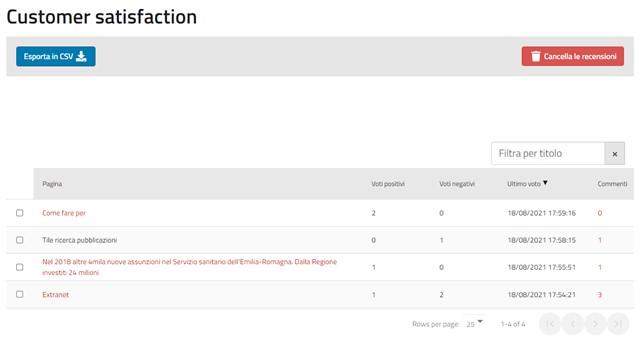 Customer satisfaction
Esporta in CSV
Cancella le recensioni
Filtra per titolo ×
Pagina Voti positivi Voti negativi Ultimo voto ▼ Commenti
Come fare per 2 0 18/08/2021 17:59:16 0
Tile ricerca pubblicazioni 0 1 18/08/2021 17:58:15 1
Nel 2018 altre 4mila nuove assunzioni nel Servizio sanitario dell'Emilia-Romagna. Dalla Regione
investiti 24 milioni 1 0 18/08/2021 17:55:51 1
Extranet 1 2 18/08/2021 17:54:21 3
Rows per page: 25 1-4 of 4